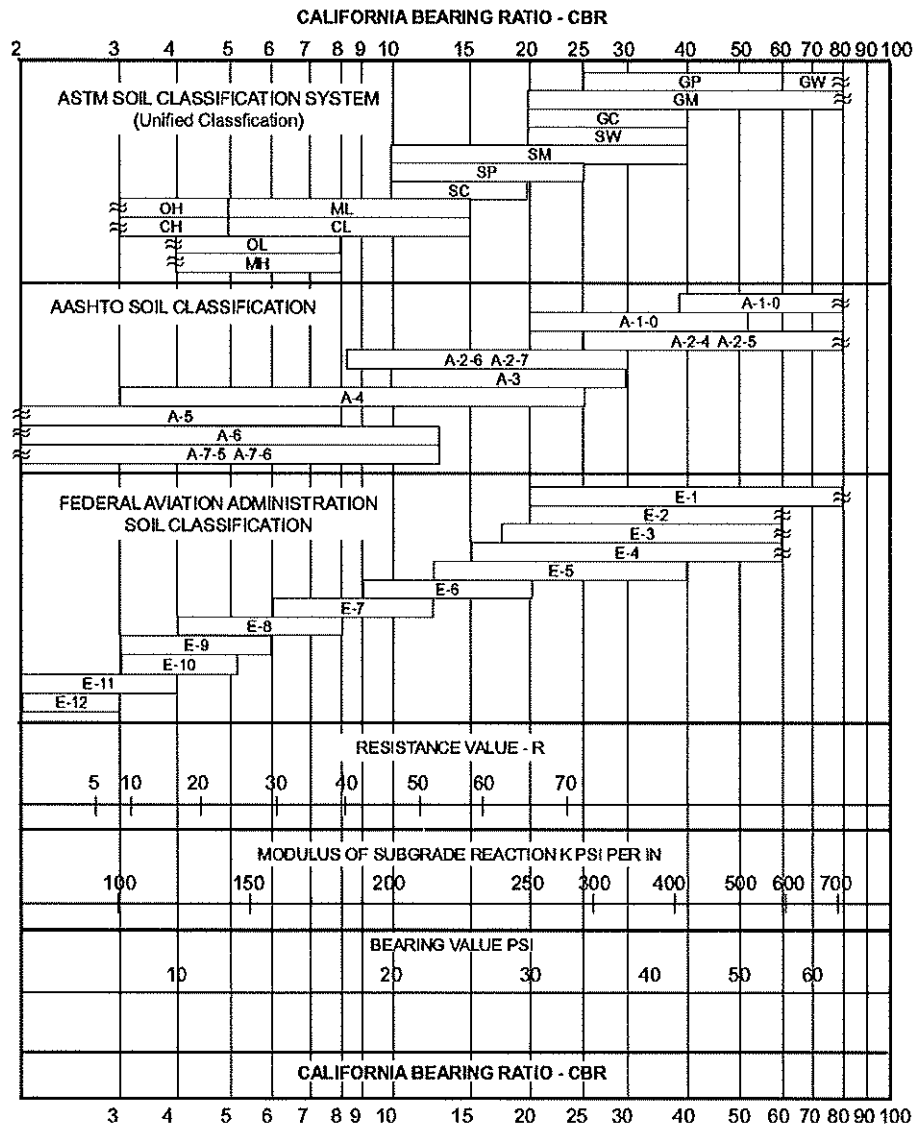 CALIFORNIA BEARING RATIO - CBR
2 3 4 5 6 7 8 9 10 15 20 25 30 40 50 60 70 80 90 100
ASTM SOIL CLASSIFICATION SYSTEM
(Unified Classfication)
GP GW
GM
GC
SW
SM
SP
SC
OH ML
CH CL
OL
MH
AASHTO SOIL CLASSIFICATION
A-1-0
A-1-0
A-2-4 A-2-5
A-2-6 A-2-7
A-3
A-4
A-5
A-6
A-7-5 A-7-6
FEDERAL AVIATION ADMINISTRATION
SOIL CLASSIFICATION
E-1
E-2
E-3
E-4
E-5
E-6
E-7
E-8
E-9
E-10
E-11
E-12
RESISTANCE VALUE - R
5 10 20 30 40 50 60 70
MODULUS OF SUBGRADE REACTION K PSI PER IN
100 150 200 250 300 400 500 600 700
BEARING VALUE PSI
10 20 30 40 50 60
CALIFORNIA BEARING RATIO - CBR
3 4 5 6 7 8 9 10 15 20 25 30 40 50 60 70 80 90 100